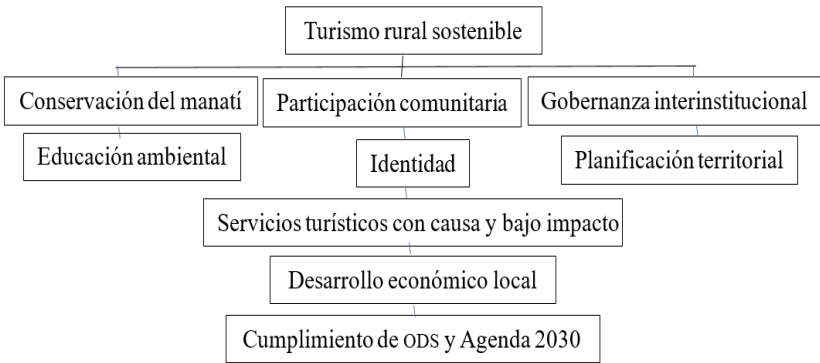 Turismo rural sostenible
Conservación del manatí
Participación comunitaria
Gobernanza interinstitucional
Educación ambiental
Identidad
Planificación territorial
Servicios turísticos con causa y bajo impacto
Desarrollo económico local
Cumplimiento de ODS y Agenda 2030